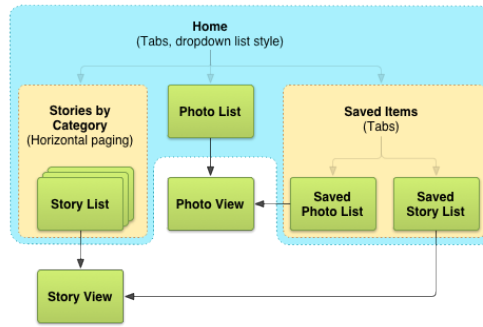 Home
(Tabs, dropdown list style)
Stories by
Category
(Horizontal paging)
Photo List
Saved Items
(Tabs)
Story List
Photo View
Saved
Photo List
Saved
Story List
Story View